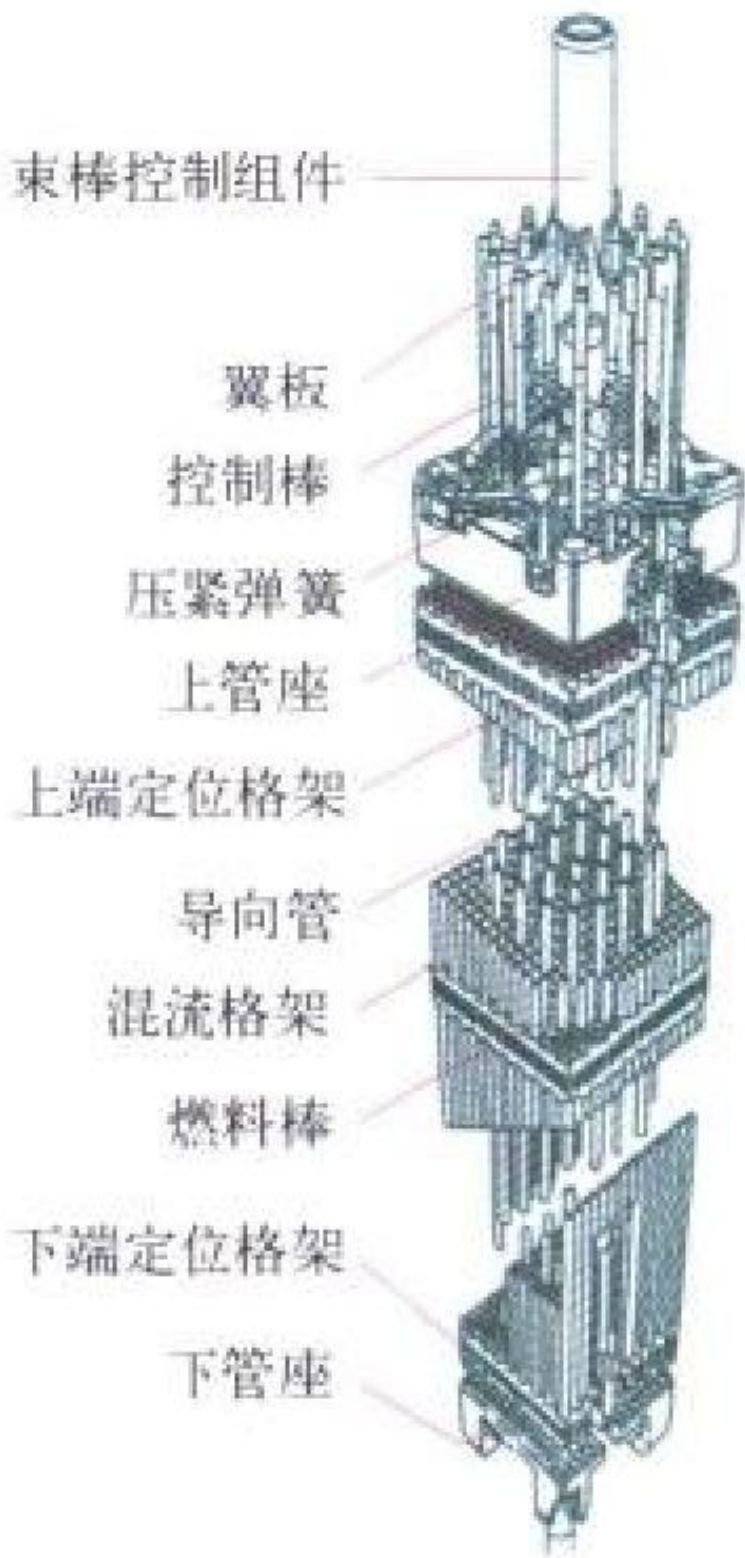 束棒控制组件
翼板
控制棒
压紧弹簧
上管座
上端定位格架
导向管
混流格架
燃料棒
下端定位格架
下管座